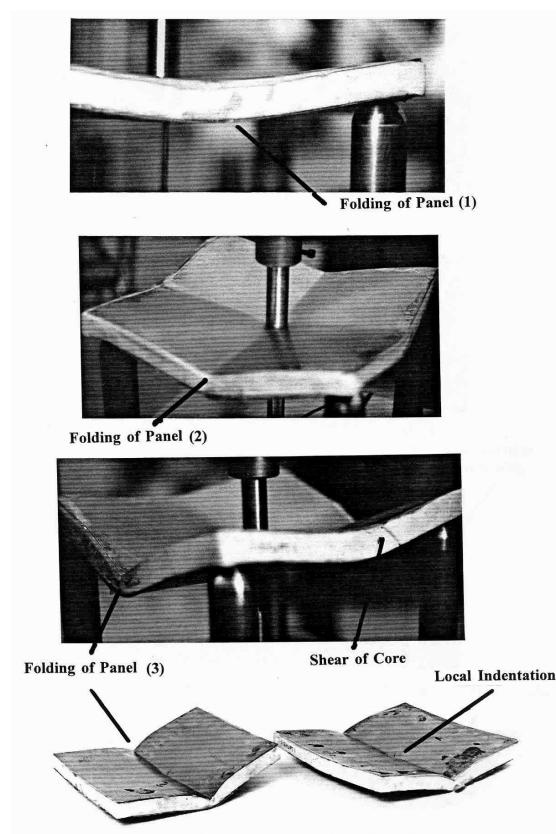 Folding of Panel (1)
Folding of Panel (2)
Folding of Panel (3)
Shear of Core
Local Indentation